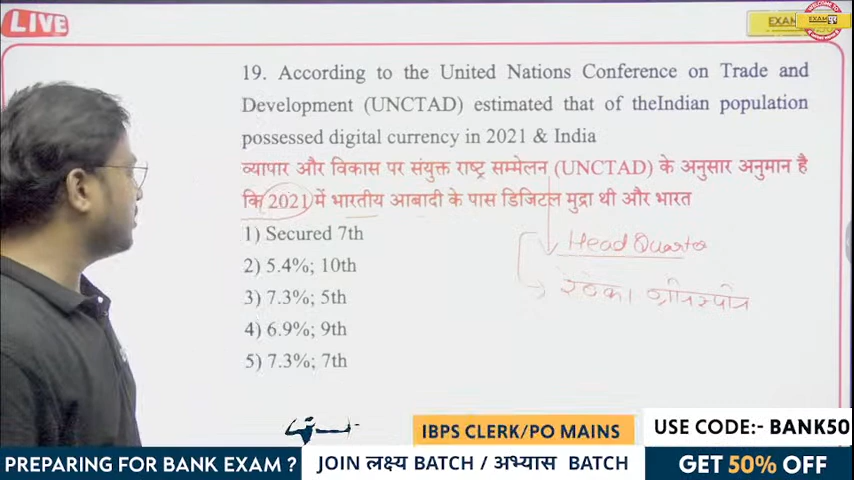 LIVE
EXAM
WELCOME TO
EXAM पुर
19. According to the United Nations Conference on Trade and
Development (UNCTAD) estimated that of theIndian population
possessed digital currency in 2021 & India
व्यापार और विकास पर संयुक्त राष्ट्र सम्मेलन (UNCTAD) के अनुसार अनुमान है
कि 2021 में भारतीय आबादी के पास डिजिटल मुद्रा थी और भारत
1) Secured 7th
Head Quarter
2) 5.4%; 10th
3) 7.3%; 5th
4) 6.9%; 9th
5) 7.3%; 7th
IBPS CLERK/PO MAINS
USE CODE:- BANK50
PREPARING FOR BANK EXAM ?
JOIN लक्ष्य BATCH / अभ्यास BATCH
GET 50% OFF